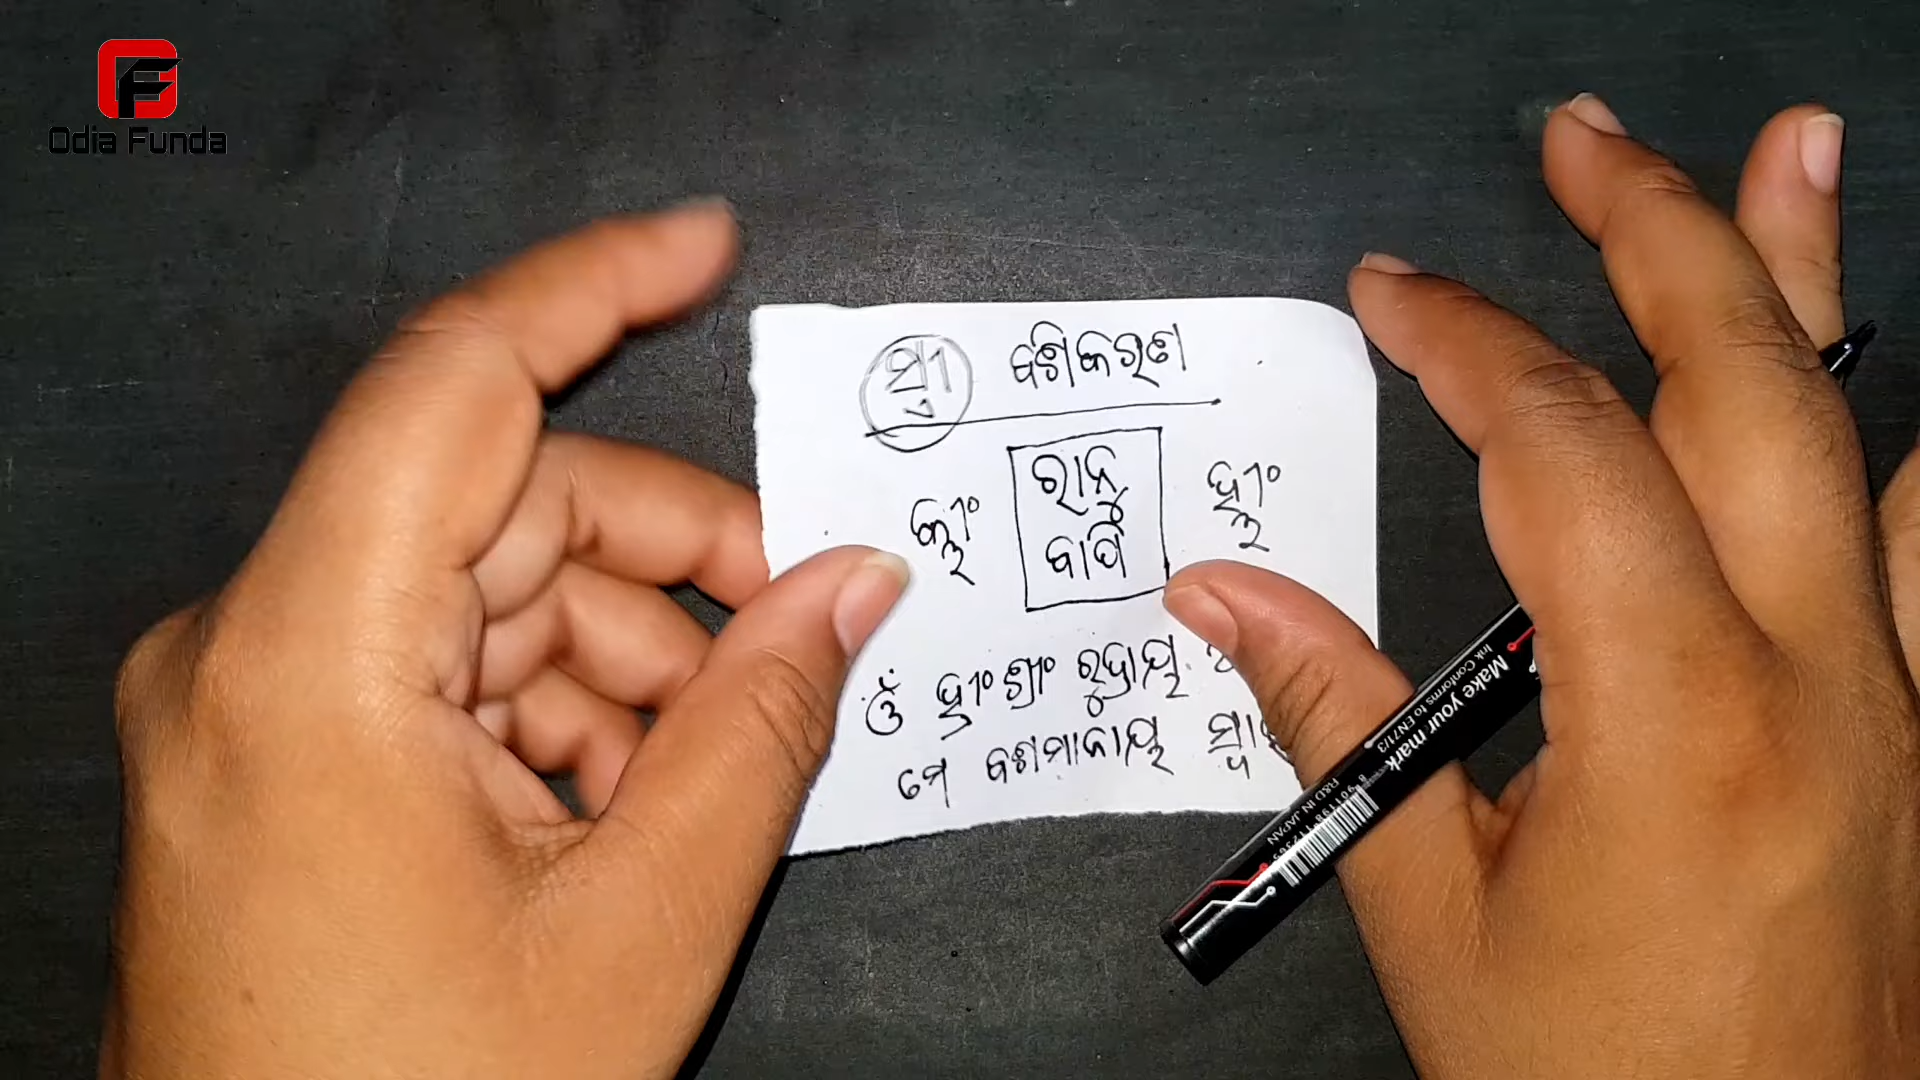 Odia Funda
ସ୍ତ୍ରୀ ବଶିକରଣ
ରାନୁ
ବାପି
କ୍ଲୀଂ
ହ୍ଲୀଂ
ଓଁ ହ୍ରୀଂ ଶ୍ରୀଂ ରୁଦ୍ରାୟ
ମେ ବଶମାନାୟ
Make your mark
Ink Conforms to EN71/3
R&D IN JAPAN